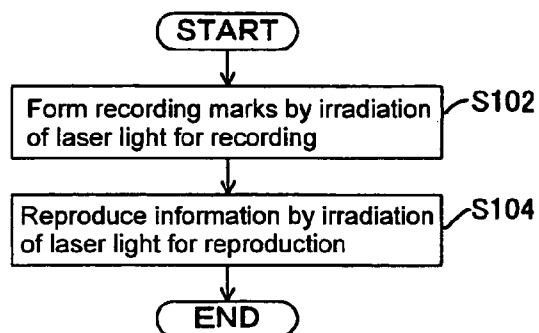 START
Form recording marks by irradiation
of laser light for recording
S102
Reproduce information by irradiation
of laser light for reproduction
S104
END